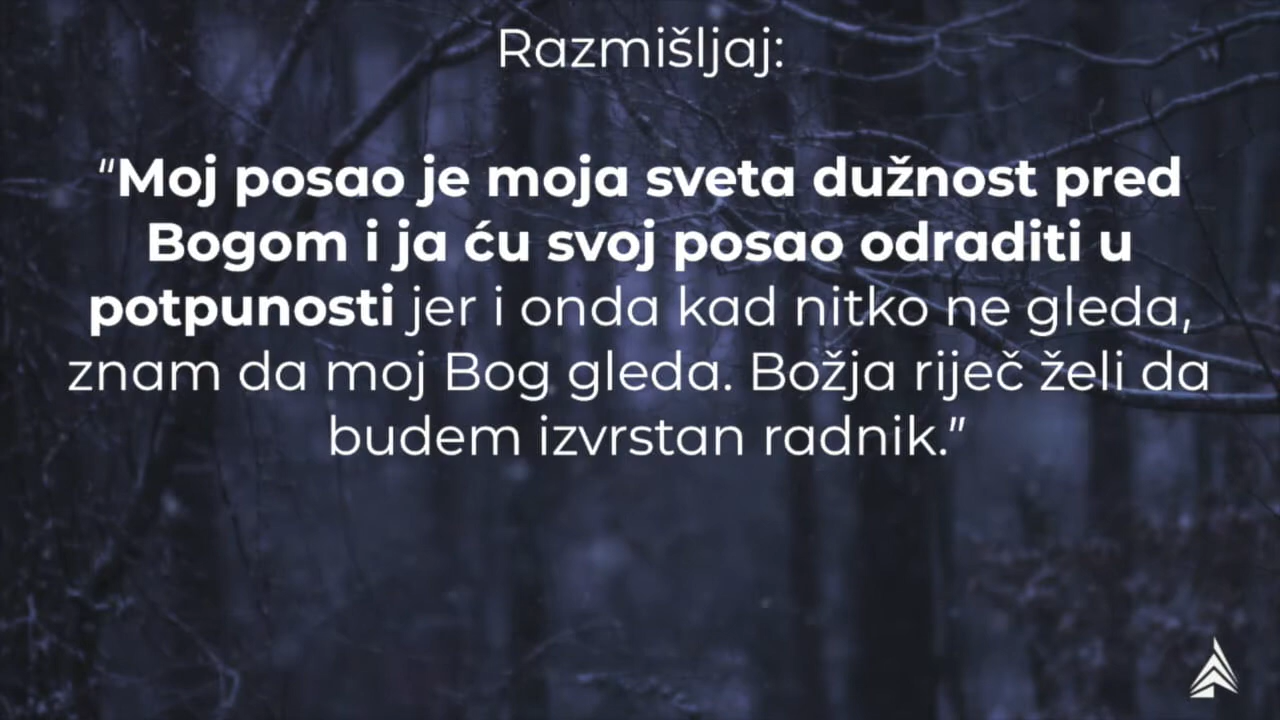 Razmišljaj:
"Moj posao je moja sveta dužnost pred
Bogom i ja ću svoj posao odraditi u
potpunosti jer i onda kad nitko ne gleda,
znam da moj Bog gleda. Božja riječ želi da
budem izvrstan radnik."